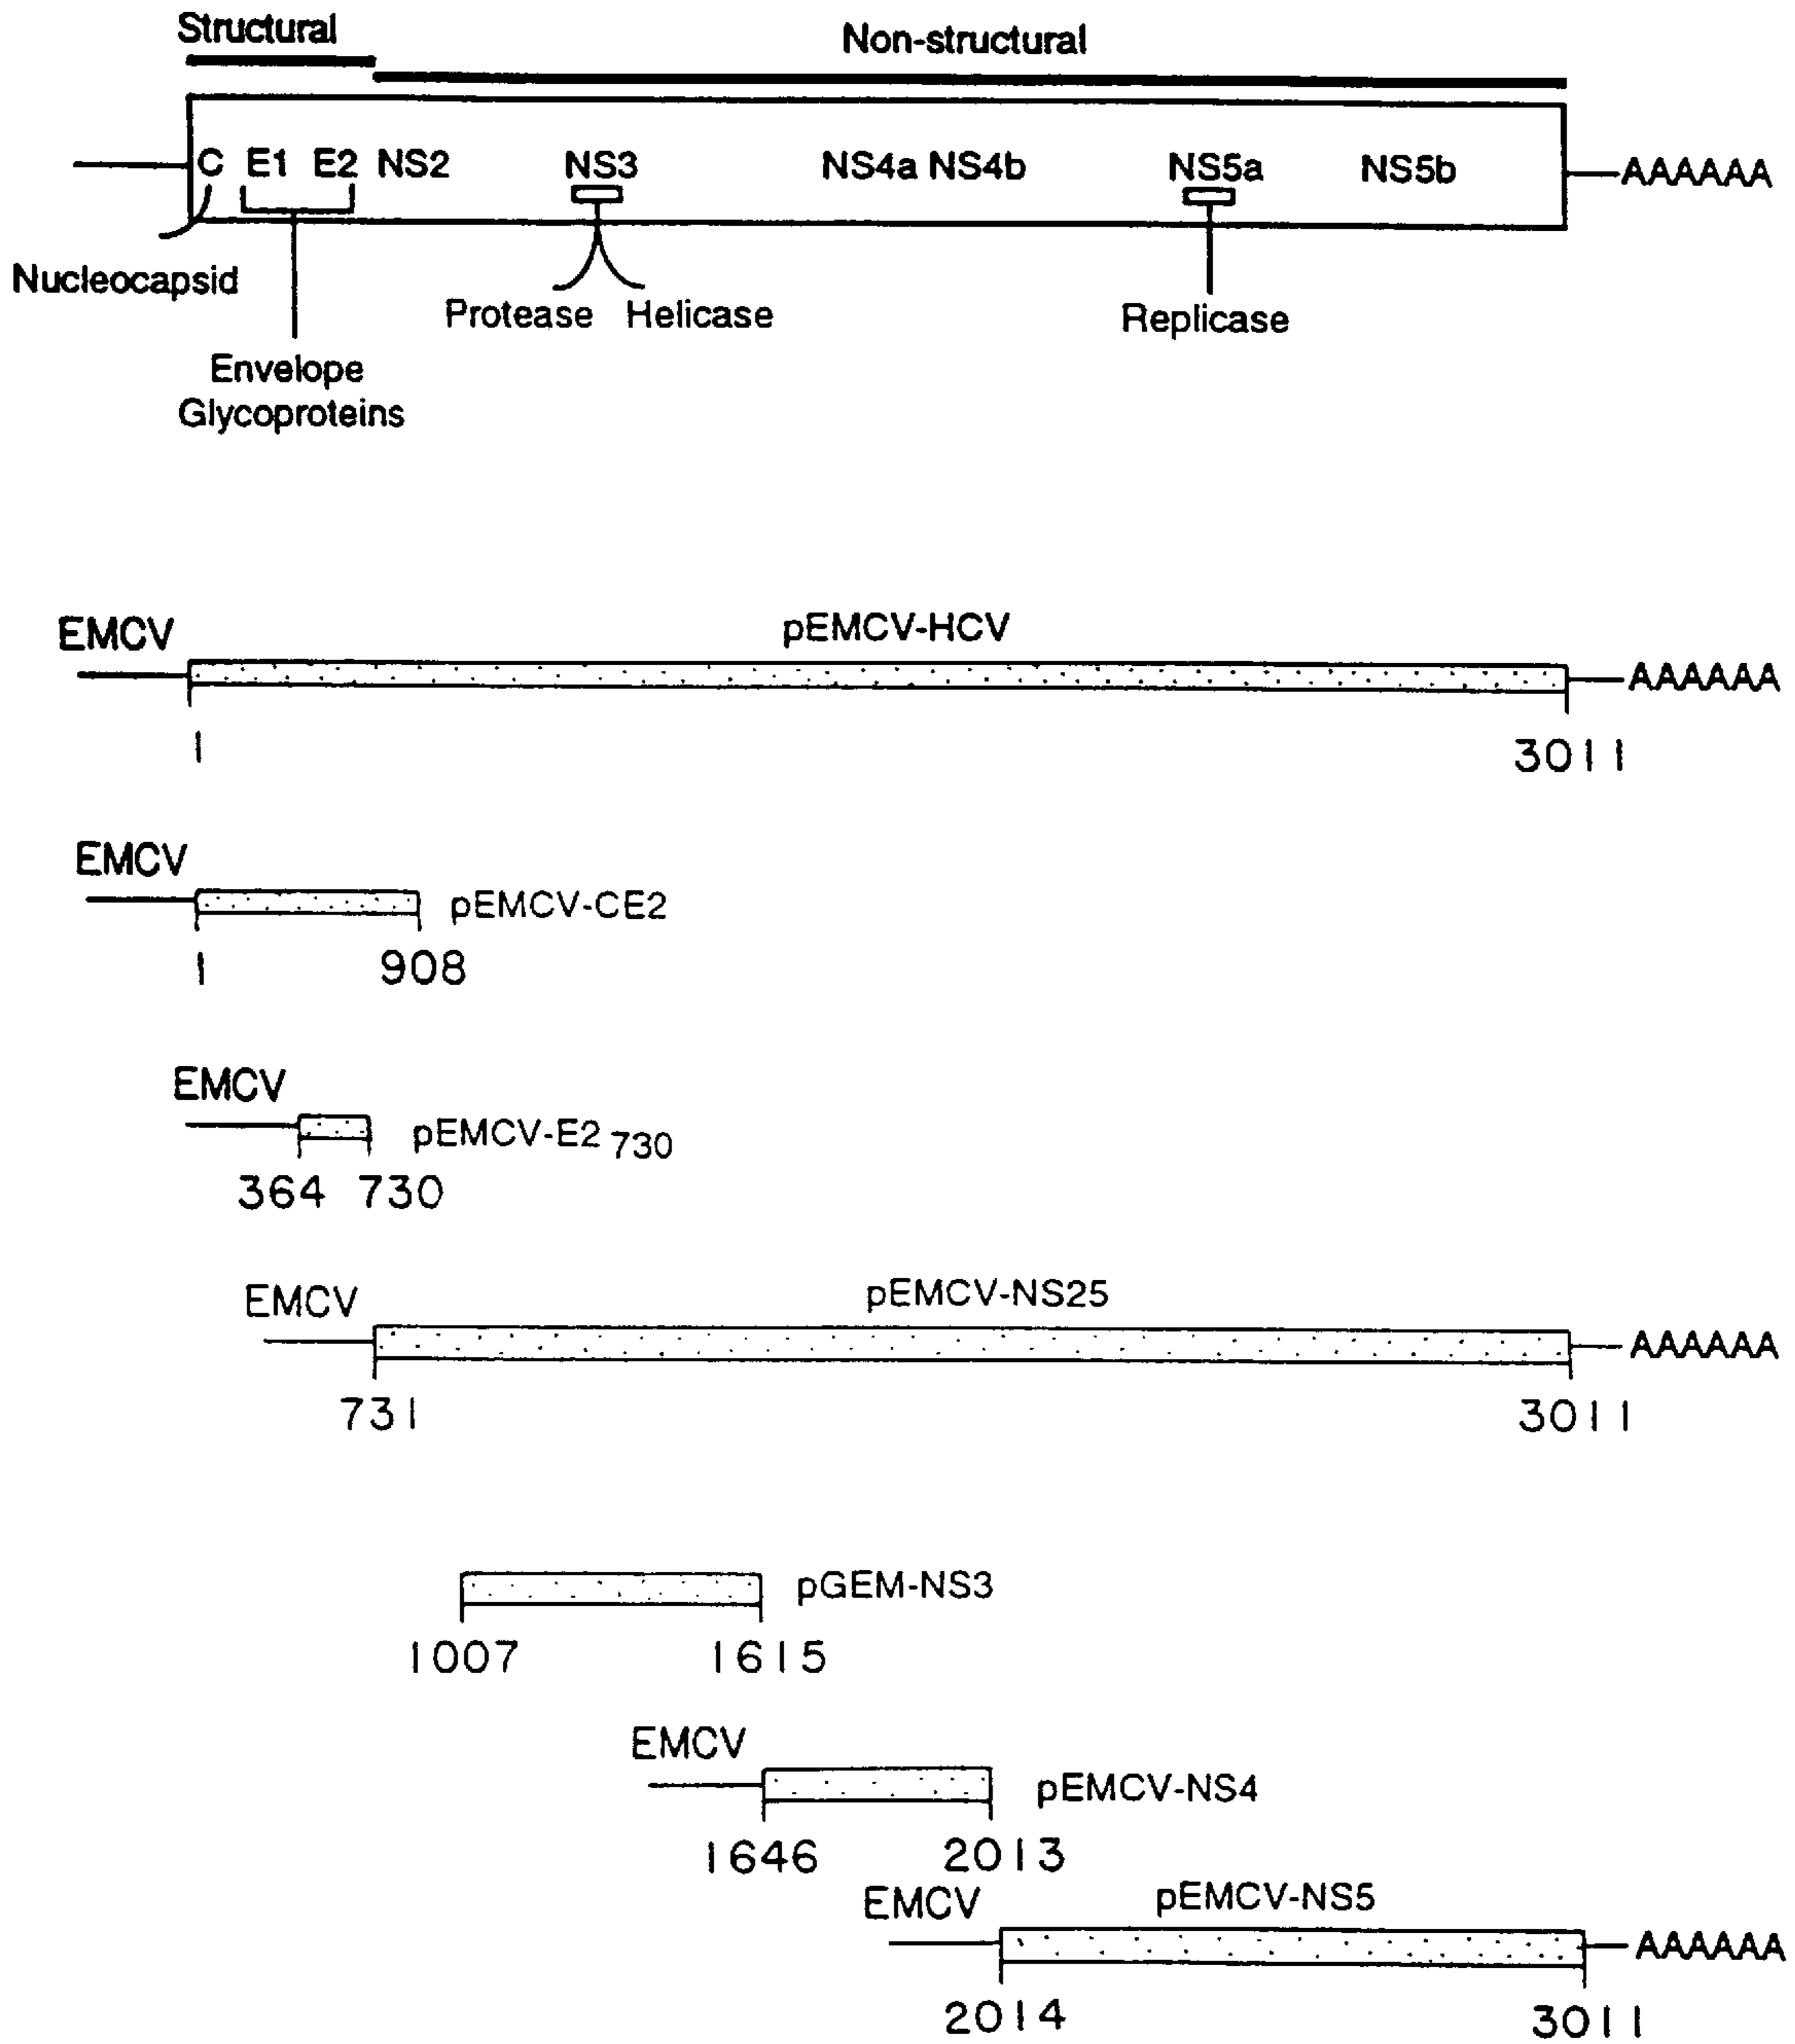 Structural
Non-structural
C E1 E2 NS2 NS3 NS4a NS4b NS5a NS5b AAAAAA
Nucleocapsid
Protease Helicase
Replicase
Envelope
Glycoproteins
EMCV pEMCV-HCV
AAAAAA
1 3011
EMCV
pEMCV-CE2
1 908
EMCV
pEMCV-E2 730
364 730
EMCV pEMCV-NS25
AAAAAA
731 3011
pGEM-NS3
1007 1615
EMCV
pEMCV-NS4
1646 2013
EMCV pEMCV-NS5
AAAAAA
2014 3011